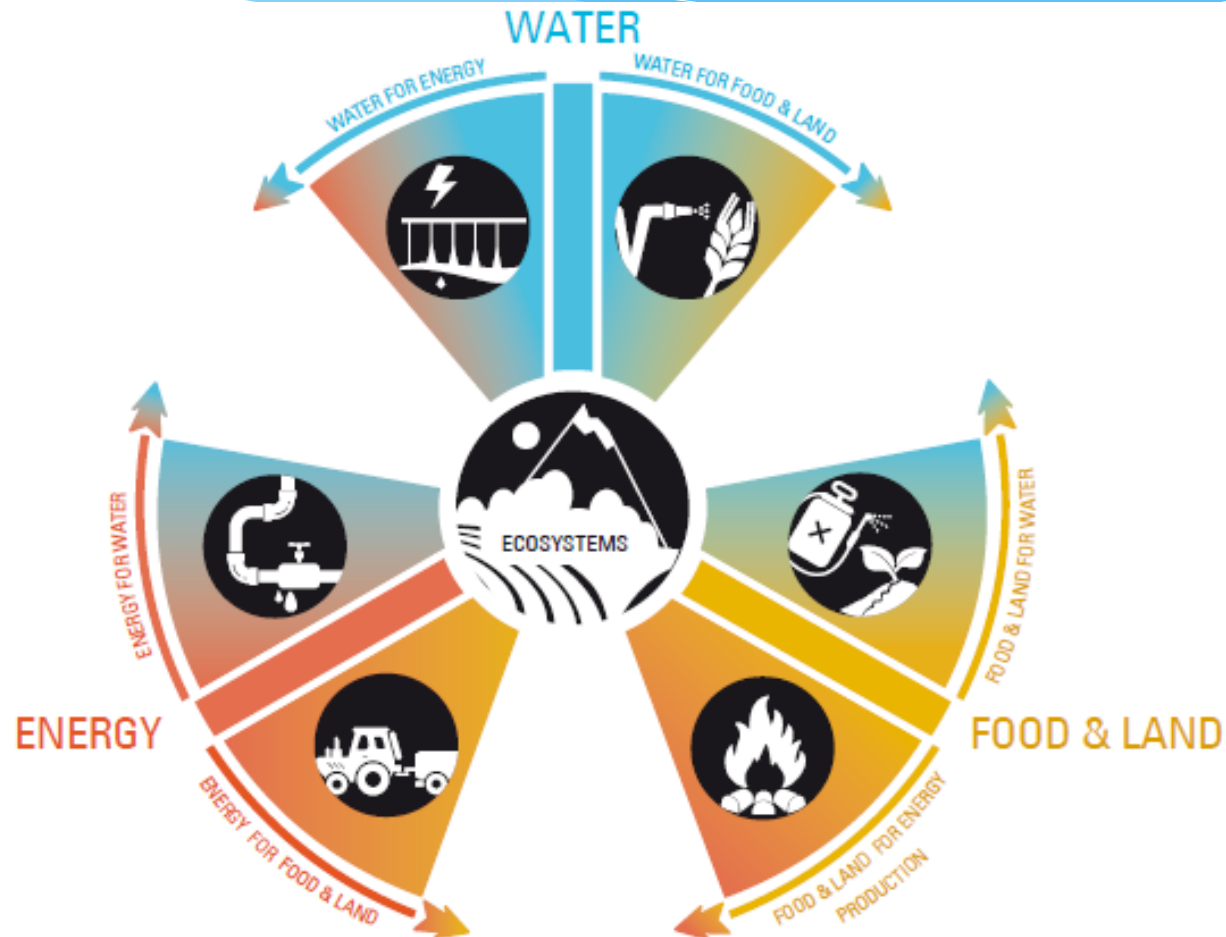 WATER
WATER FOR ENERGY
WATER FOR FOOD & LAND
ENERGY FOR WATER
ECOSYSTEMS
FOOD & LAND FOR WATER
ENERGY
FOOD & LAND
ENERGY FOR FOOD & LAND
FOOD & LAND FOR ENERGY
PRODUCTION